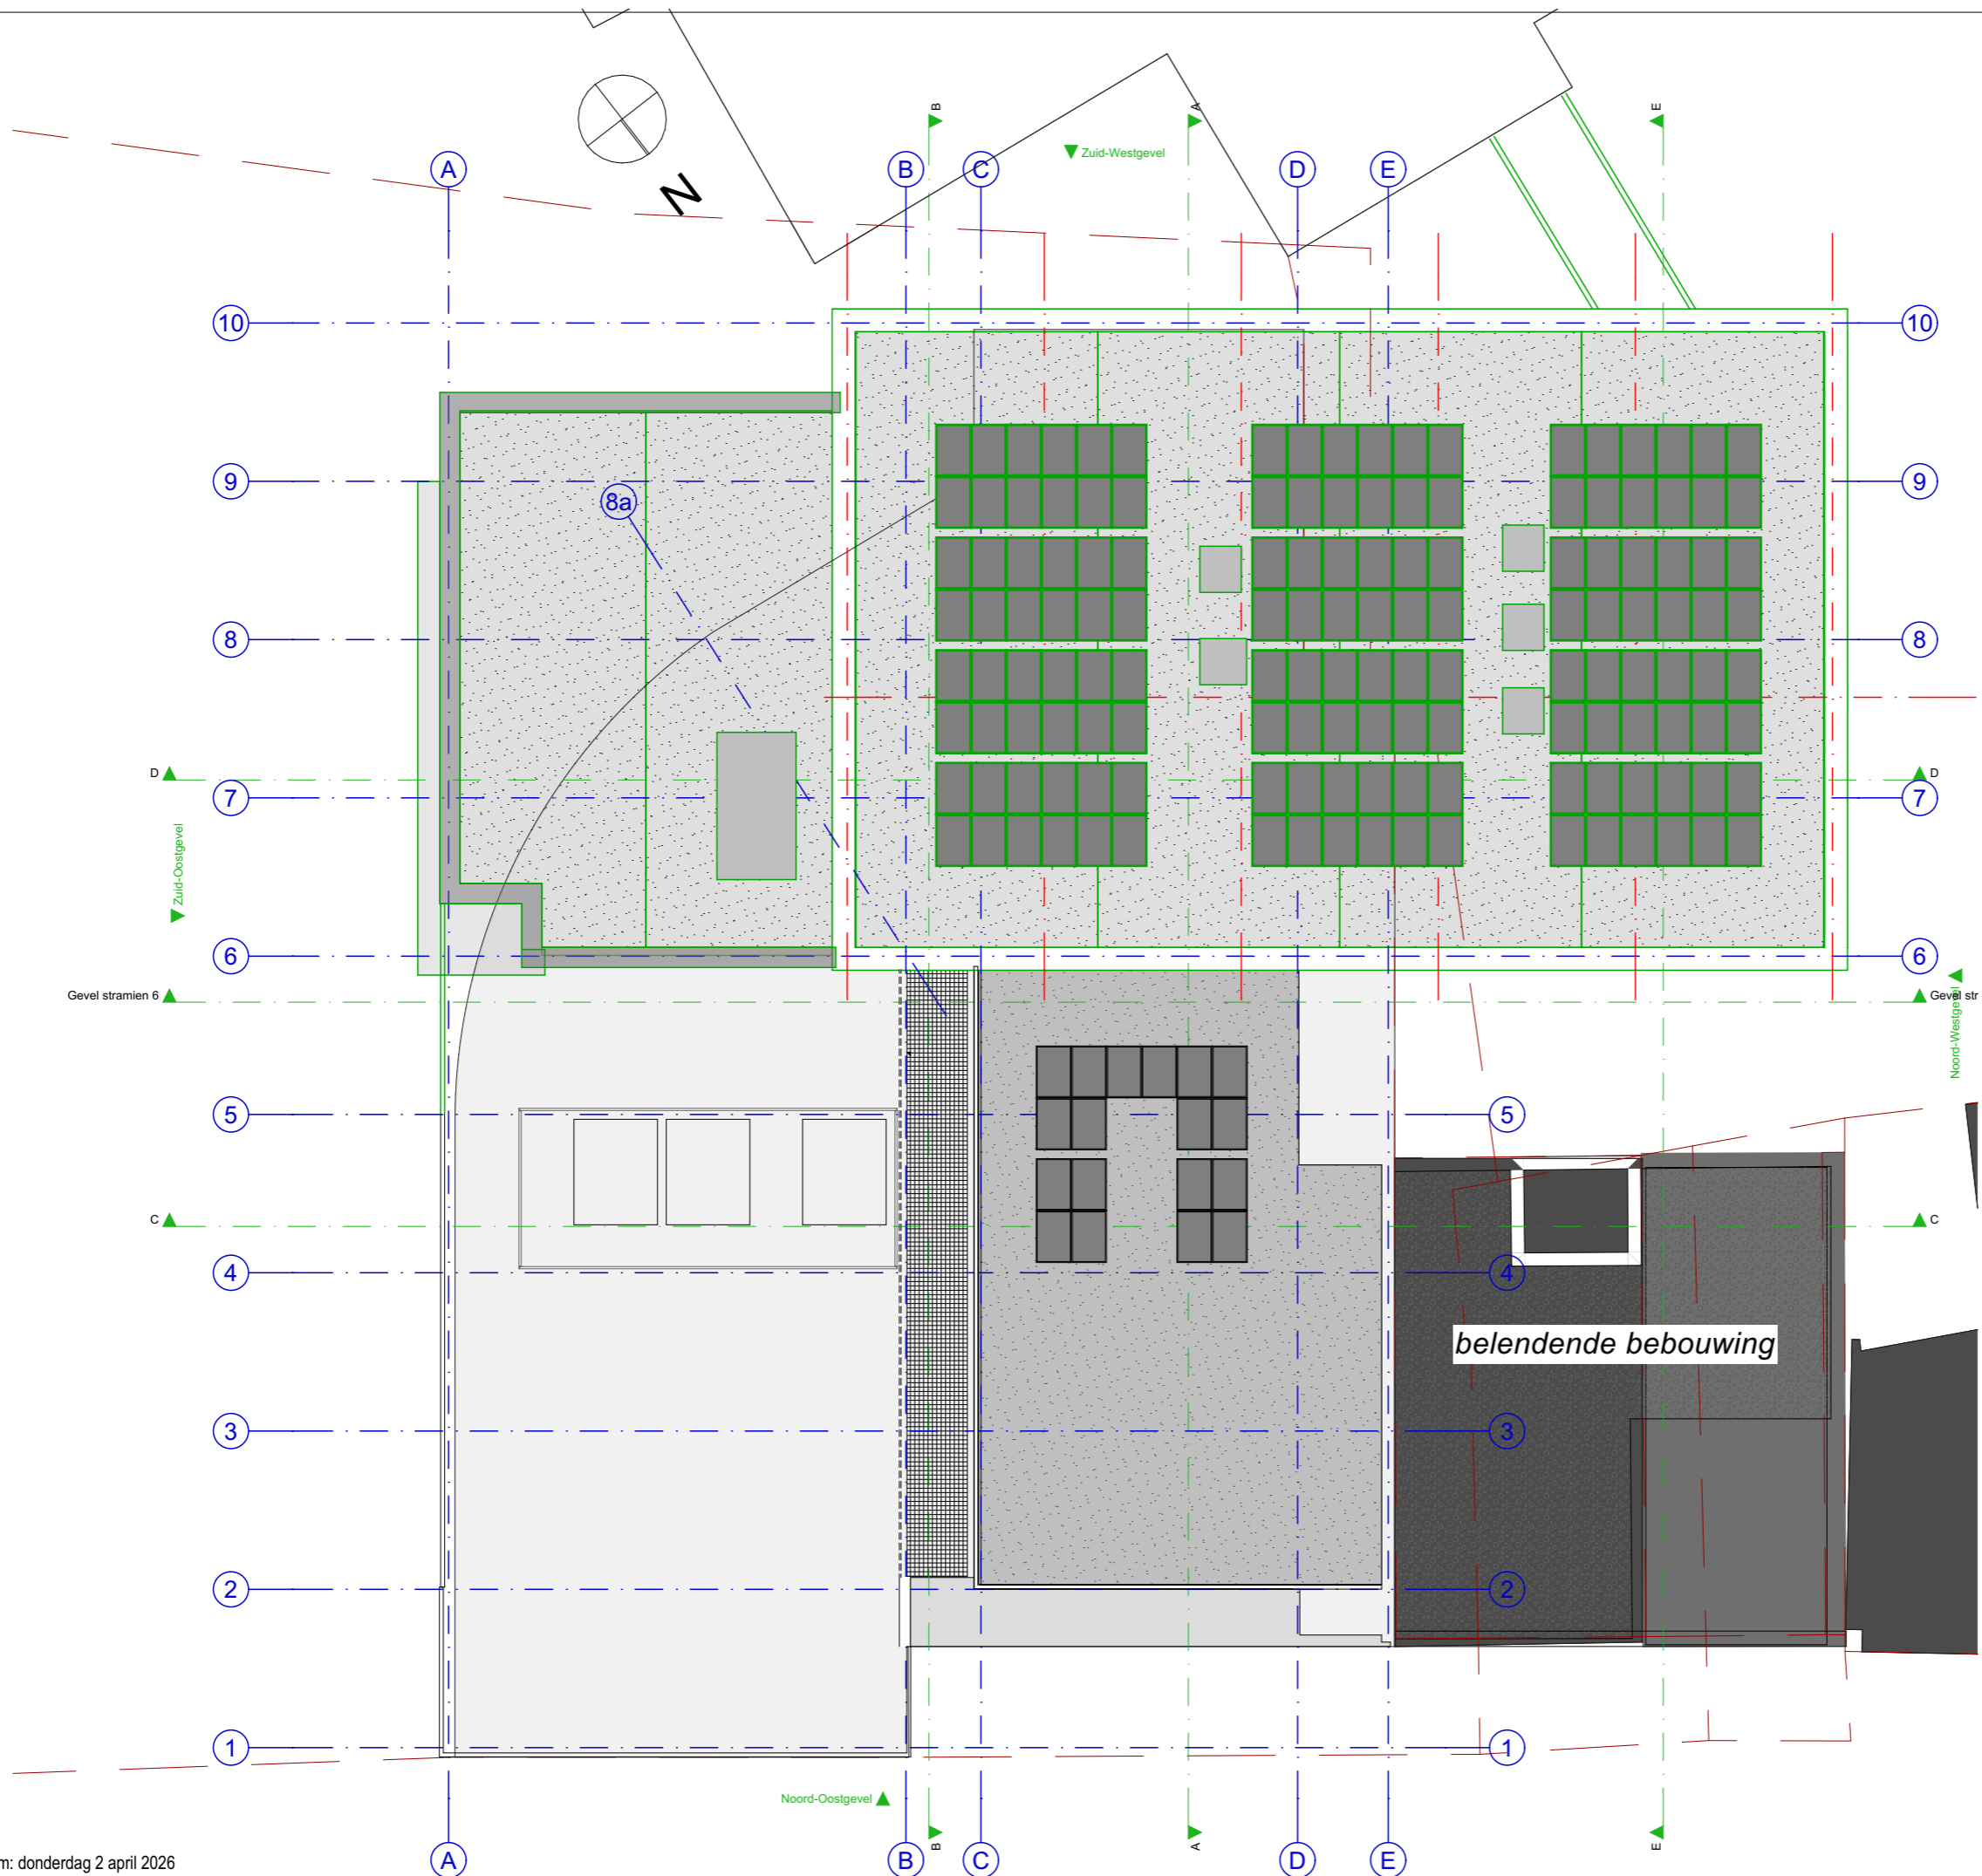 B
A
E
Zuid-Westgevel
A
B
C
D
E
N
10
10
9
9
8a
8
8
D
D
7
7
Zuid-Oostgevel
6
6
Gevel stramien 6
Gevel str
Noord-Westgevel
5
5
C
C
4
4
belendende bebouwing
3
3
2
2
1
1
Noord-Oostgevel
B
A
E
A
B
C
D
E
m: donderdag 2 april 2026